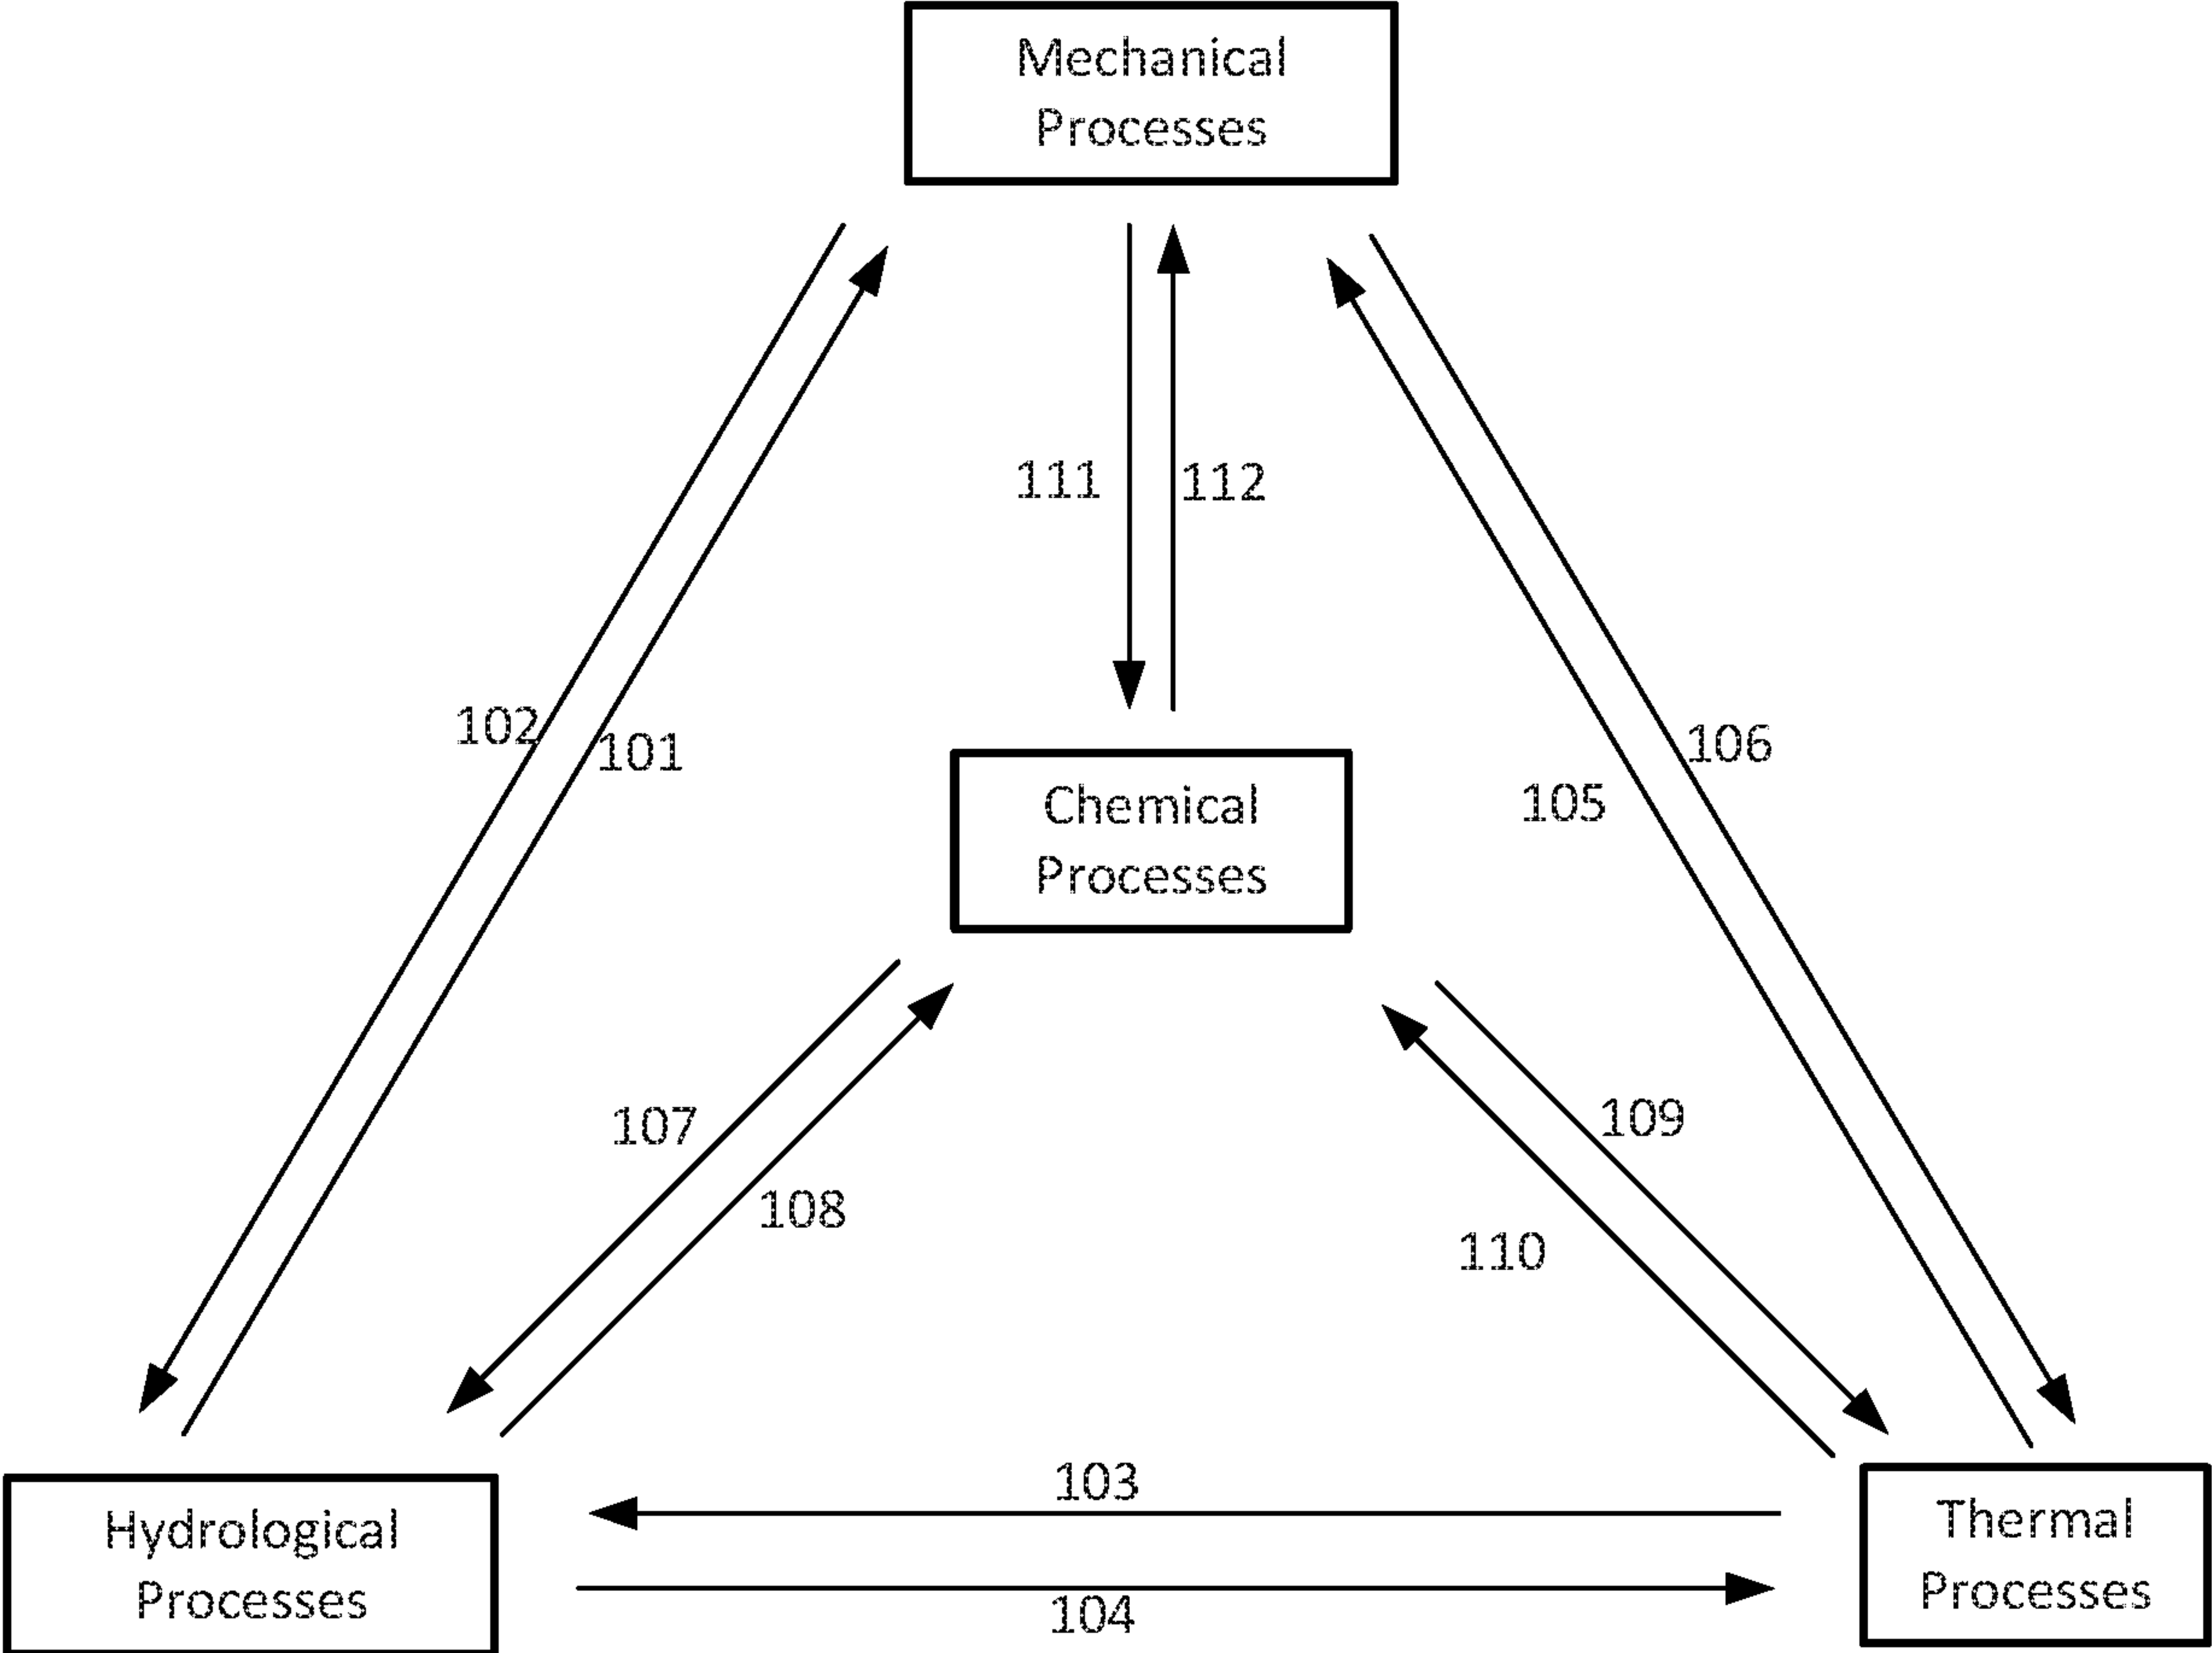 Mechanical
Processes
111
112
102
101
106
105
Chemical
Processes
107
109
108
110
103
Hydrological
Processes
Thermal
Processes
104